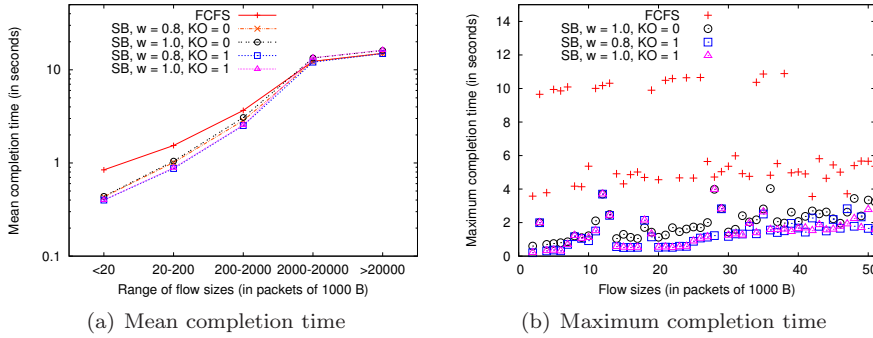 Mean completion time (in seconds)
10
1
0.1
FCFS
SB, w = 0.8, KO = 0
SB, w = 1.0, KO = 0
SB, w = 0.8, KO = 1
SB, w = 1.0, KO = 1
<20
20-200
200-2000
2000-20000
>20000
Range of flow sizes (in packets of 1000 B)
(a) Mean completion time
Maximum completion time (in seconds)
14
12
10
8
6
4
2
0
FCFS
SB, w = 1.0, KO = 0
SB, w = 0.8, KO = 1
SB, w = 1.0, KO = 1
0
10
20
30
40
50
Flow sizes (in packets of 1000 B)
(b) Maximum completion time